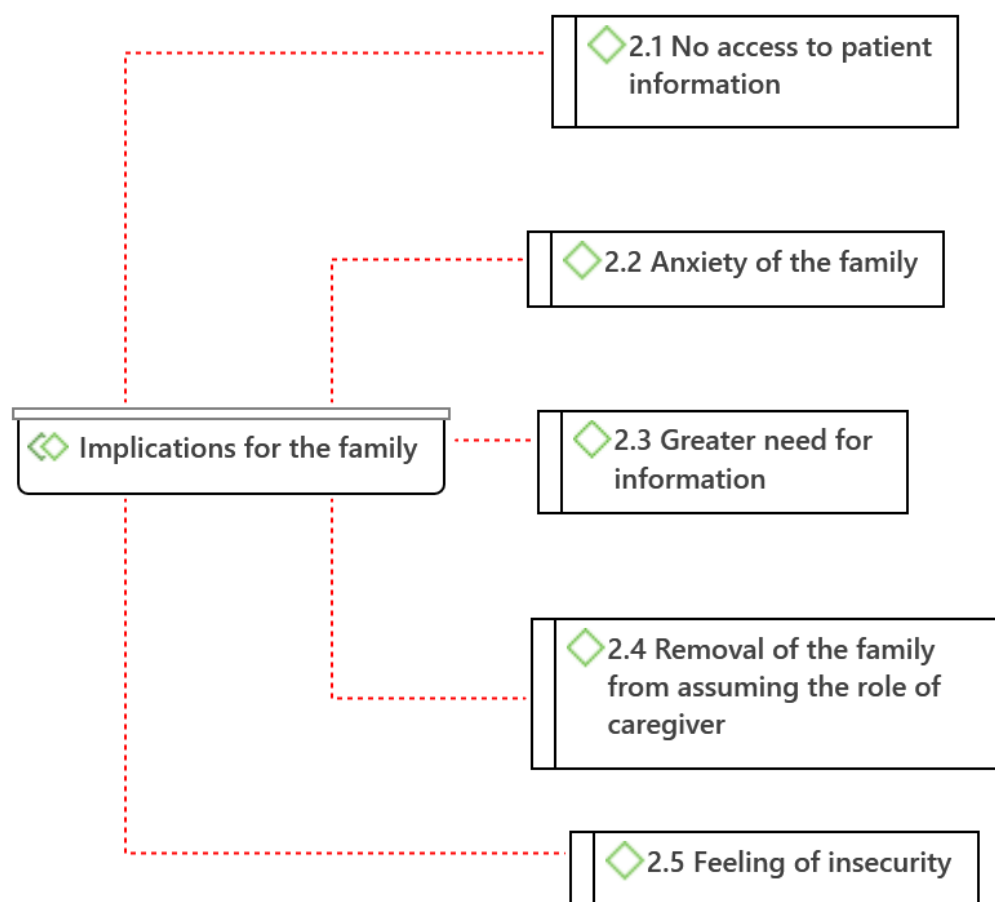 2.1 No access to patient
information
2.2 Anxiety of the family
Implications for the family
2.3 Greater need for
information
2.4 Removal of the family
from assuming the role of
caregiver
2.5 Feeling of insecurity